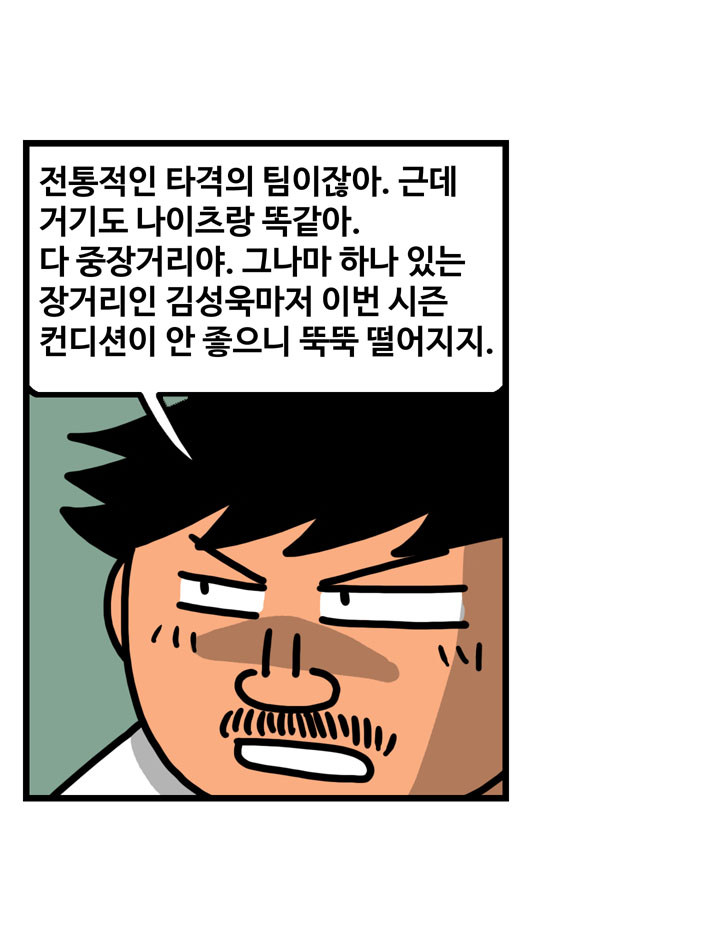 전통적인 타격의 팀이잖아. 근데
거기도 나이츠랑 똑같아.
다 중장거리야. 그나마 하나 있는
장거리인 김성욱마저 이번 시즌
컨디션이 안 좋으니 뚝뚝 떨어지지.